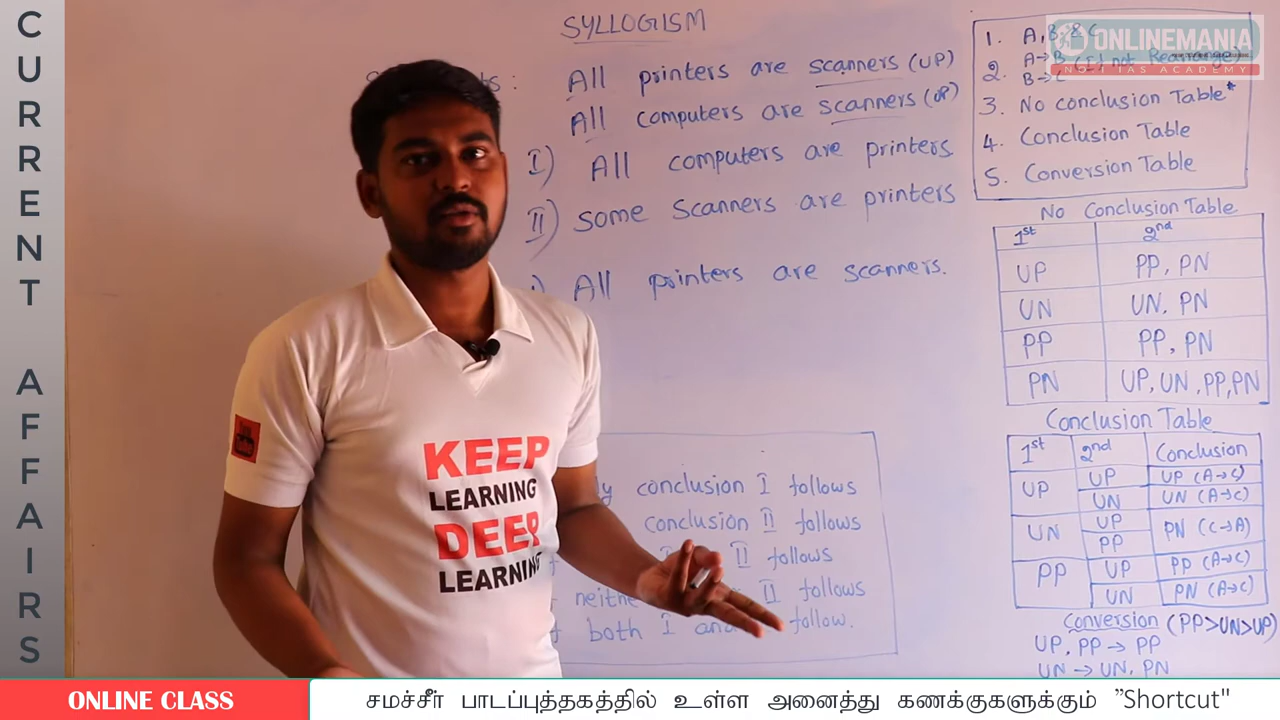 CURRENT AFFAIRS
SYLLOGISM
All printers are scanners (UP)
All computers are scanners (UP)
I) All computers are printers
II) Some scanners are printers
All printers are scanners.
conclusion I follows
conclusion II follows
II follows
II follows
both I and follow.
1. A, B, & C
2. A→B
B→C
3. No conclusion Table*
4. Conclusion Table
5. Conversion Table
ONLINEMANIA
IAS ACADEMY
No Conclusion Table
1st 2nd
UP PP, PN
UN UN, PN
PP PP, PN
PN UP, UN, PP, PN
Conclusion Table
1st 2nd Conclusion
UP UP UP (A→C)
UN UN (A→C)
UN UP PN (C→A)
PP
PP UP PP (A→C)
UN PN (A→C)
Conversion (PP>UN>UP)
UP, PP → PP
UN → UN, PN
KEEP
LEARNING
DEEP
LEARNING
ONLINE CLASS
சமச்சீர் பாடப்புத்தகத்தில் உள்ள அனைத்து கணக்குகளுக்கும் "Shortcut"